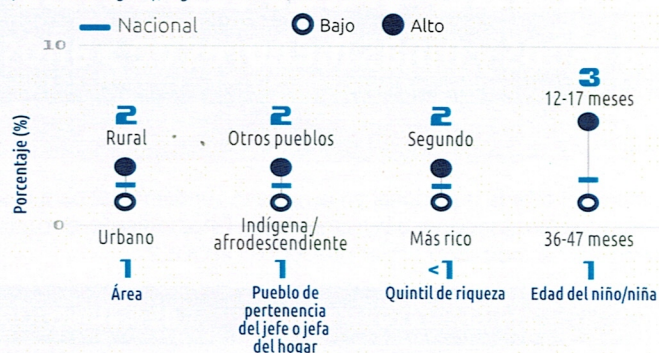 Nacional Bajo Alto
10
Porcentaje (%)
0
2
Rural
Urbano
1
Área
2
Otros pueblos
Indígena/
afrodescendiente
1
Pueblo de
pertenencia
del jefe o jefa
del hogar
2
Segundo
Más rico
<1
Quintil de riqueza
3
12-17 meses
36-47 meses
1
Edad del niño/niña